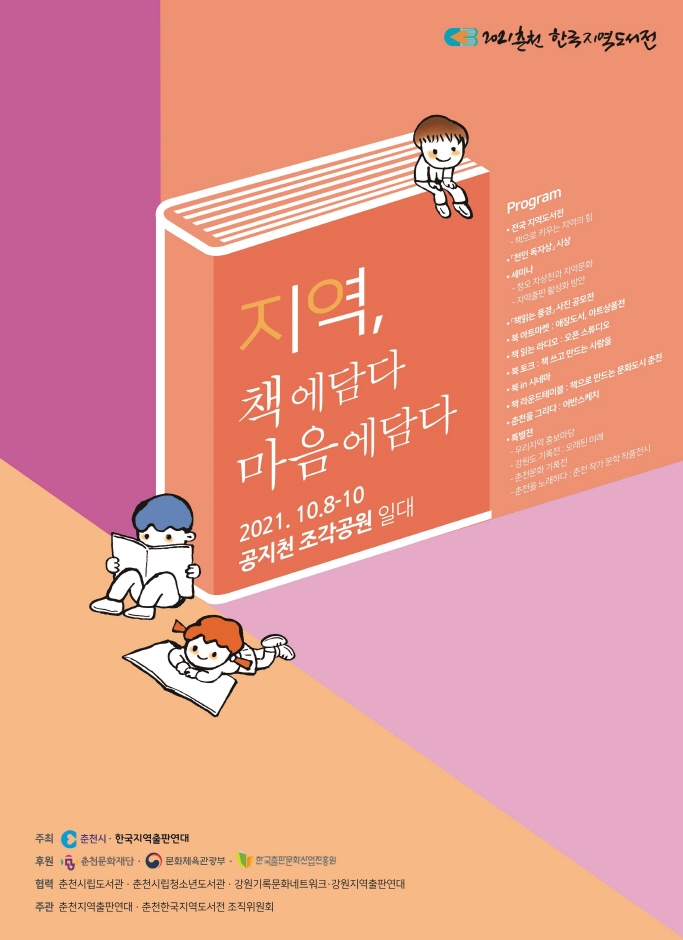 2021춘천 한국지역도서전
지역,
책에담다
마음에담다
2021. 10.8-10
공지천 조각공원 일대
Program
• 전국 지역도서전
- 책으로 키우는 지역의 힘
• 「천인 독자상」 시상
• 세미나
- 청오 차상찬과 지역문화
- 지역출판 활성화 방안
• 「책읽는 풍경」 사진 공모전
• 북 아트마켓 : 애장도서, 아트상품전
• 책 읽는 라디오 : 오픈 스튜디오
• 북 토크 : 책 쓰고 만드는 사람들
• 북 in 시네마
• 책 라운드테이블 : 책으로 만드는 문화도시 춘천
• 춘천을 그리다 : 어반스케치
• 특별전
- 우리지역 홍보마당
- 강원도 기록전 : 오래된 미래
- 춘천문화 기록전
- 춘천을 노래하다 : 춘천 작가 문학 작품전시
주최 춘천시 · 한국지역출판연대
후원 춘천문화재단 · 문화체육관광부 · 한국출판문화산업진흥원
협력 춘천시립도서관 · 춘천시립청소년도서관 · 강원기록문화네트워크 · 강원지역출판연대
주관 춘천지역출판연대 · 춘천한국지역도서전 조직위원회